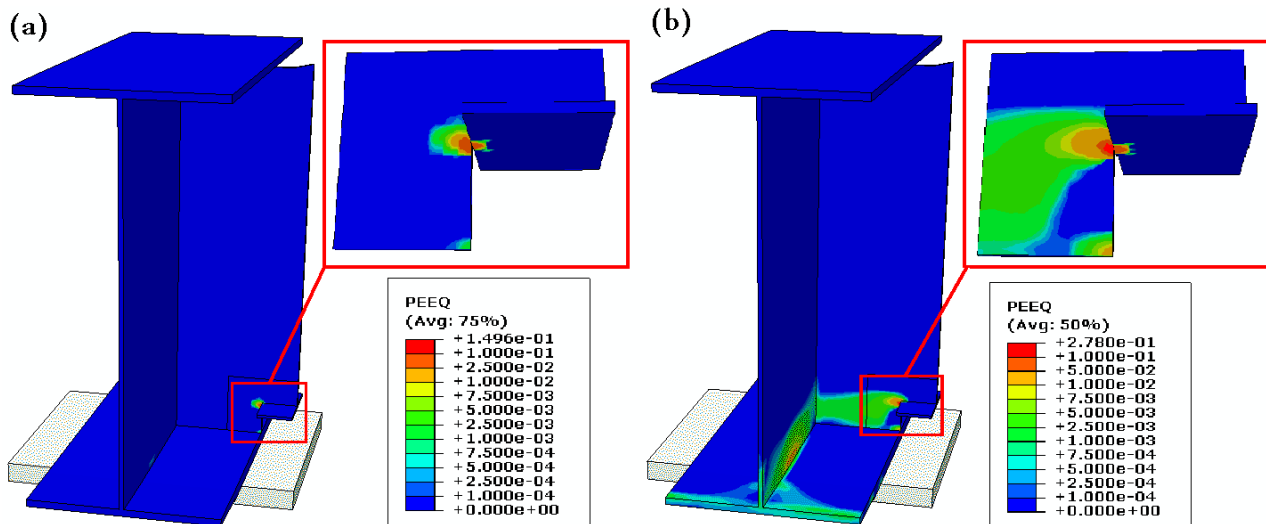 (a)
PEEQ
(Avg: 75%)
+1.496e-01
+1.000e-01
+2.500e-02
+1.000e-02
+7.500e-03
+5.000e-03
+2.500e-03
+1.000e-03
+7.500e-04
+5.000e-04
+2.500e-04
+1.000e-04
+0.000e+00
(b)
PEEQ
(Avg: 50%)
+2.780e-01
+1.000e-01
+5.000e-02
+1.000e-02
+7.500e-03
+5.000e-03
+2.500e-03
+1.000e-03
+7.500e-04
+5.000e-04
+2.500e-04
+1.000e-04
+0.000e+00